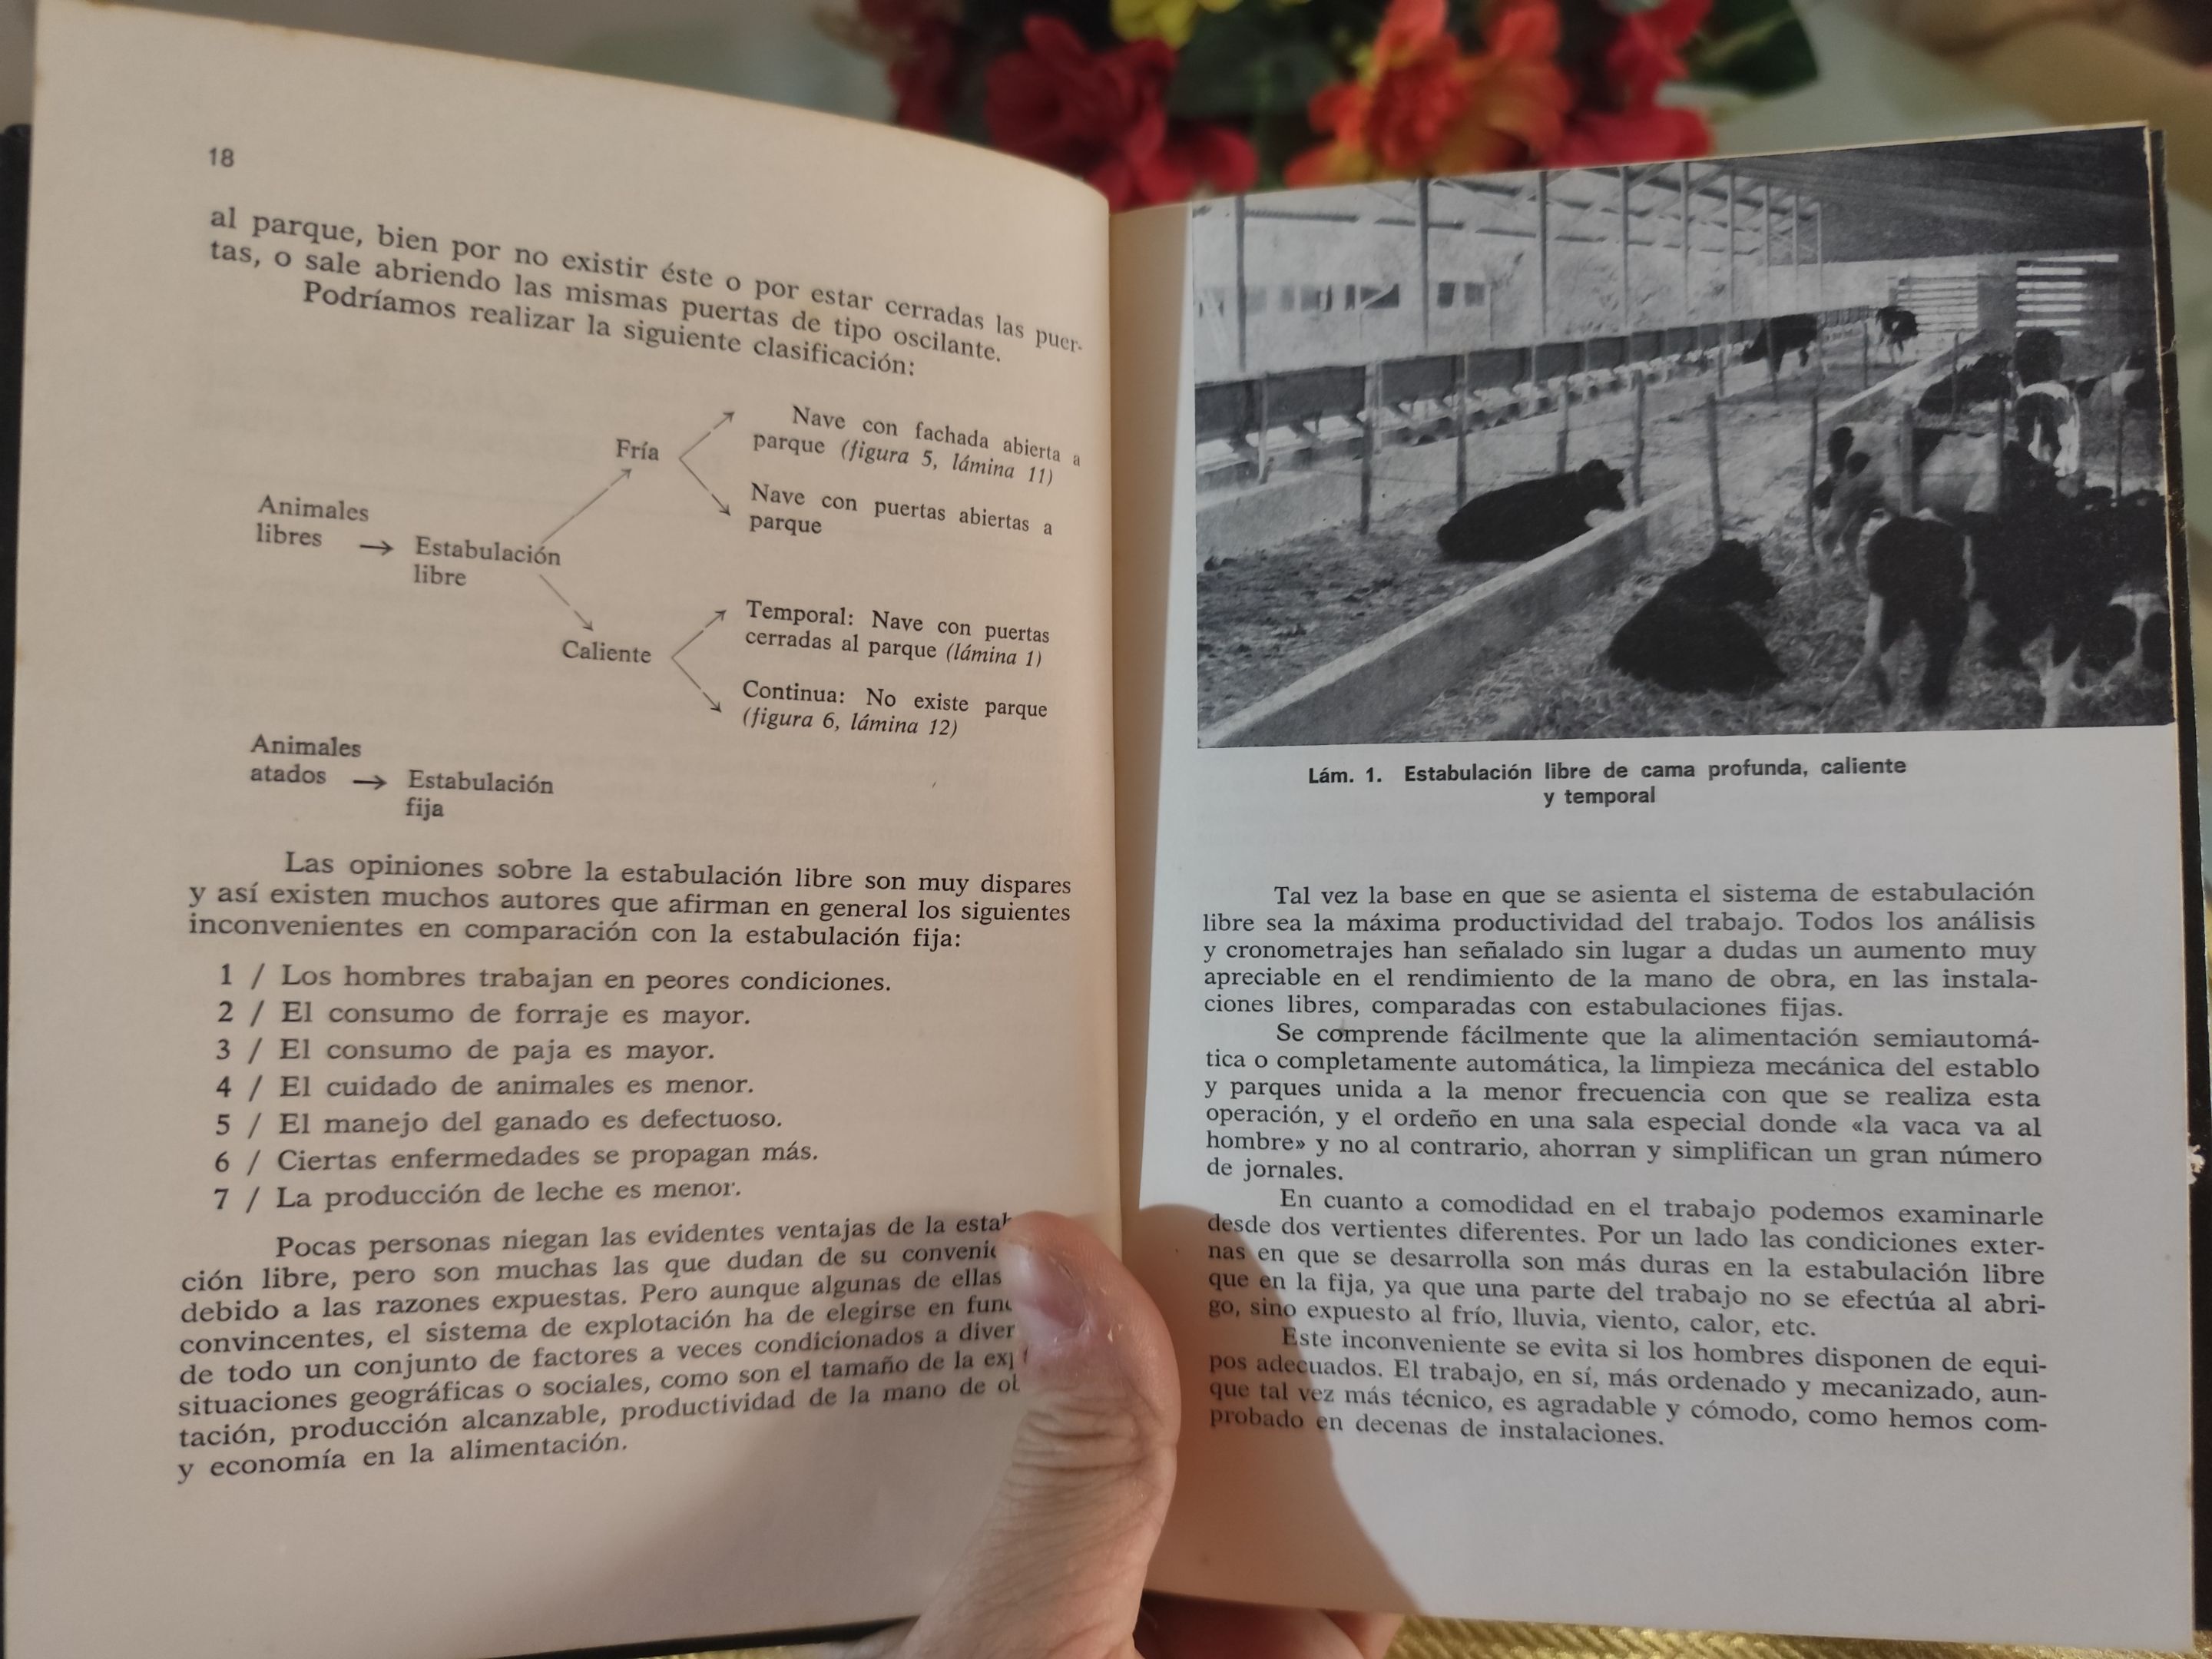 18
al parque, bien por no existir éste o por estar cerradas las puer-
tas, o sale abriendo las mismas puertas de tipo oscilante.
Podríamos realizar la siguiente clasificación:
Nave con fachada abierta a
parque (figura 5, lámina 11)
Fría
Nave con puertas abiertas a
parque
Animales
libres → Estabulación
libre
Temporal: Nave con puertas
cerradas al parque (lámina 1)
Caliente
Continua: No existe parque
(figura 6, lámina 12)
Animales
atados → Estabulación
fija
Las opiniones sobre la estabulación libre son muy dispares
y así existen muchos autores que afirman en general los siguientes
inconvenientes en comparación con la estabulación fija:
1 / Los hombres trabajan en peores condiciones.
2 / El consumo de forraje es mayor.
3 / El consumo de paja es mayor.
4 / El cuidado de animales es menor.
5 / El manejo del ganado es defectuoso.
6 / Ciertas enfermedades se propagan más.
7 / La producción de leche es menor.
Pocas personas niegan las evidentes ventajas de la
ción libre, pero son muchas las que dudan de su
debido a las razones expuestas. Pero aunque algunas de ellas
convincentes, el sistema de explotación ha de elegirse en
de todo un conjunto de factores a veces condicionados a
situaciones geográficas o sociales, como son el tamaño de la
tación, producción alcanzable, productividad de la mano de
y economía en la alimentación.
Lám. 1. Estabulación libre de cama profunda, caliente
y temporal
Tal vez la base en que se asienta el sistema de estabulación
libre sea la máxima productividad del trabajo. Todos los análisis
y cronometrajes han señalado sin lugar a dudas un aumento muy
apreciable en el rendimiento de la mano de obra, en las instala-
ciones libres, comparadas con estabulaciones fijas.
Se comprende fácilmente que la alimentación semiautomá-
tica o completamente automática, la limpieza mecánica del establo
y parques unida a la menor frecuencia con que se realiza esta
operación, y el ordeño en una sala especial donde «la vaca va al
hombre» y no al contrario, ahorran y simplifican un gran número
de jornales.
En cuanto a comodidad en el trabajo podemos examinarle
desde dos vertientes diferentes. Por un lado las condiciones exter-
nas en que se desarrolla son más duras en la estabulación libre
que en la fija, ya que una parte del trabajo no se efectúa al abri-
go, sino expuesto al frío, lluvia, viento, calor, etc.
Este inconveniente se evita si los hombres disponen de equi-
pos adecuados. El trabajo, en sí, más ordenado y mecanizado, aun-
que tal vez más técnico, es agradable y cómodo, como hemos com-
probado en decenas de instalaciones.